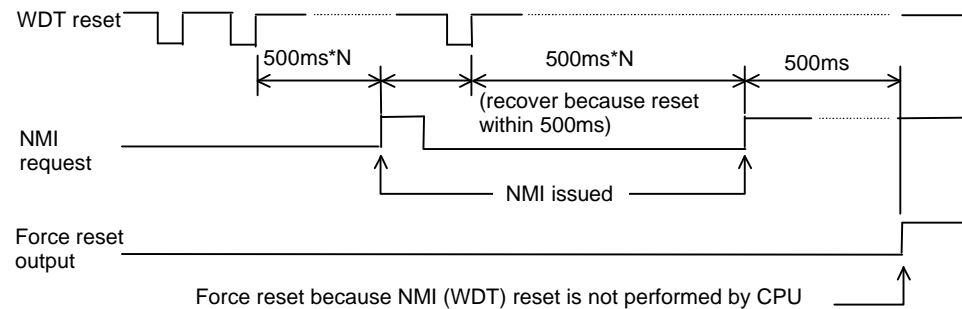 WDT reset
500ms*N
500ms*N
500ms
(recover because reset
within 500ms)
NMI
request
NMI issued
Force reset
output
Force reset because NMI (WDT) reset is not performed by CPU